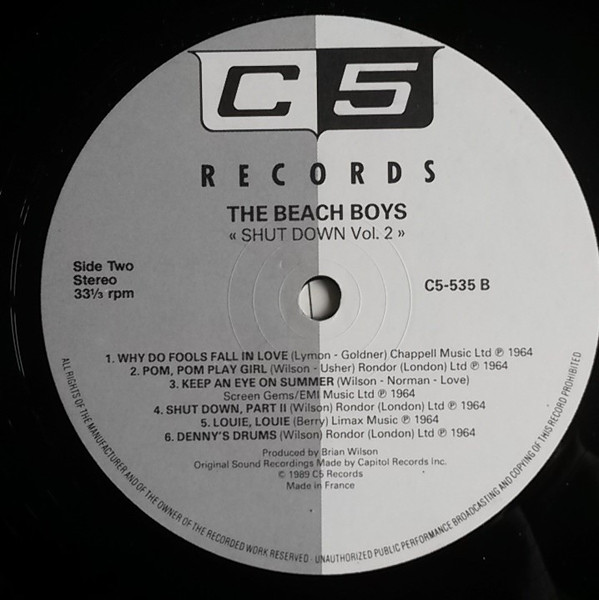 C5
RECORDS
THE BEACH BOYS
« SHUT DOWN Vol. 2 »
Side Two
Stereo
33⅓ rpm
C5-535 B
1. WHY DO FOOLS FALL IN LOVE (Lymon - Goldner) Chappell Music Ltd ℗ 1964
2. POM, POM PLAY GIRL (Wilson - Usher) Rondor (London) Ltd ℗ 1964
3. KEEP AN EYE ON SUMMER (Wilson - Norman - Love)
Screen Gems/EMI Music Ltd ℗ 1964
4. SHUT DOWN, PART II (Wilson) Rondor (London) Ltd ℗ 1964
5. LOUIE, LOUIE (Berry) Limax Music ℗ 1964
6. DENNY'S DRUMS (Wilson) Rondor (London) Ltd ℗ 1964
Produced by Brian Wilson
Original Sound Recordings Made by Capitol Records Inc.
© 1989 C5 Records
Made in France
ALL RIGHTS OF THE MANUFACTURER AND OF THE OWNER OF THE RECORDED WORK RESERVED · UNAUTHORIZED PUBLIC PERFORMANCE BROADCASTING AND COPYING OF THIS RECORD PROHIBITED